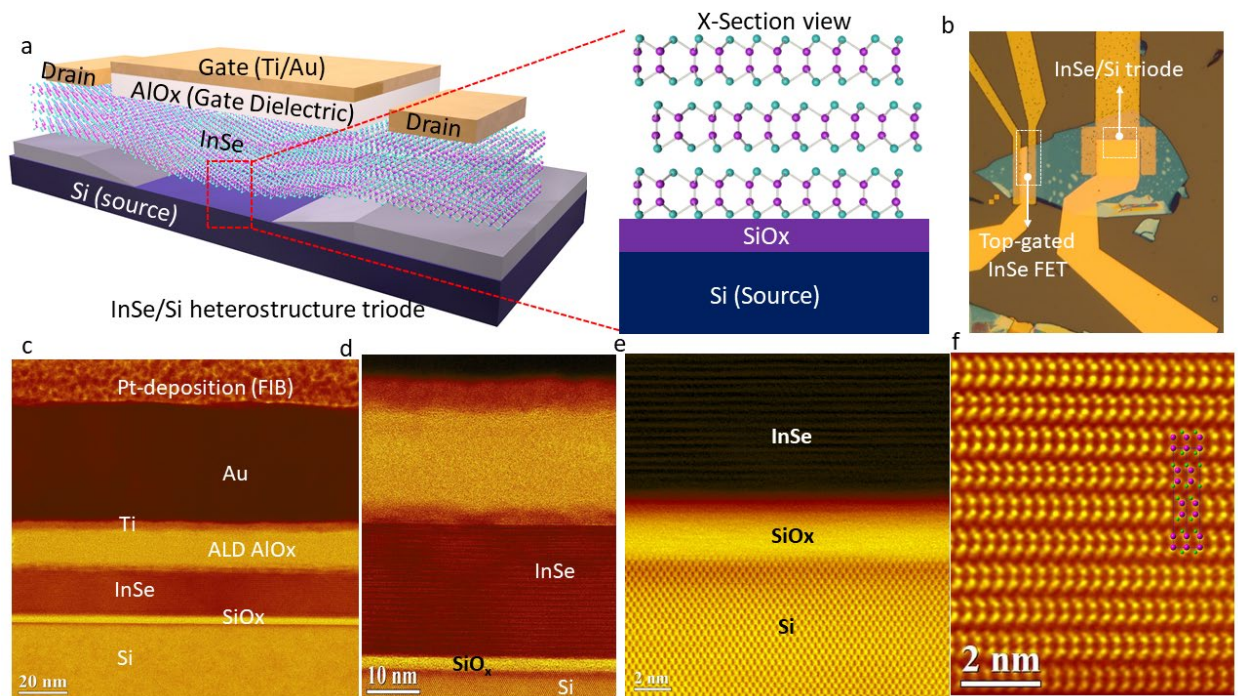 a
Drain
Gate (Ti/Au)
AlOx (Gate Dielectric)
Drain
InSe
Si (source)
InSe/Si heterostructure triode
X-Section view
SiOx
Si (Source)
b
InSe/Si triode
Top-gated
InSe FET
c
Pt-deposition (FIB)
Au
Ti
ALD AlOx
InSe
SiOx
Si
20 nm
d
InSe
SiOₓ
Si
10 nm
e
InSe
SiOx
Si
2 nm
f
2 nm